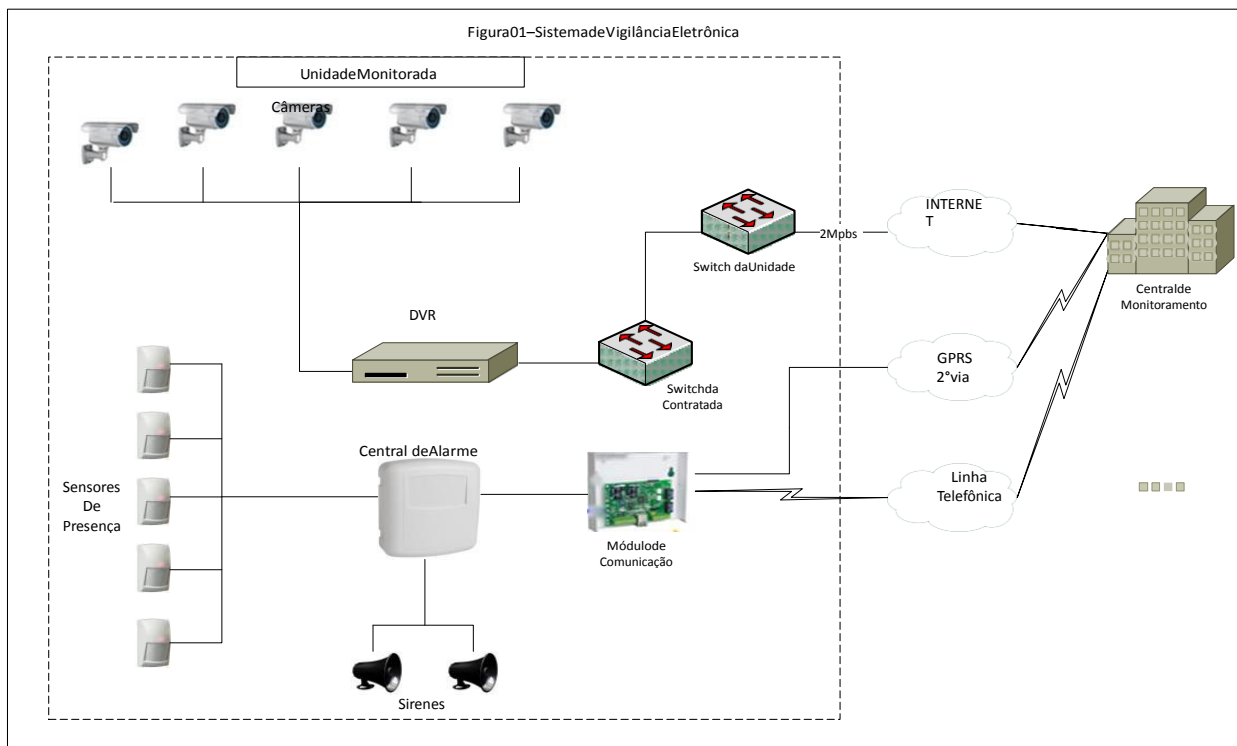 Figura01–SistemadeVigilânciaEletrônica
UnidadeMonitorada
Câmeras
INTERNE
T
2Mpbs
Switch daUnidade
Centralde
Monitoramento
DVR
GPRS
2°via
Switchda
Contratada
Central deAlarme
Linha
Telefônica
Sensores
De
Presença
Módulode
Comunicação
Sirenes